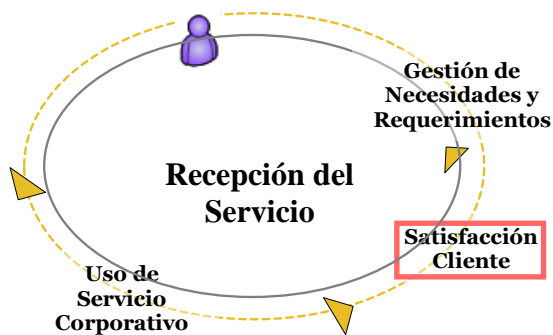 Gestión de
Necesidades y
Requerimientos
Recepción del
Servicio
Satisfacción
Cliente
Uso de
Servicio
Corporativo